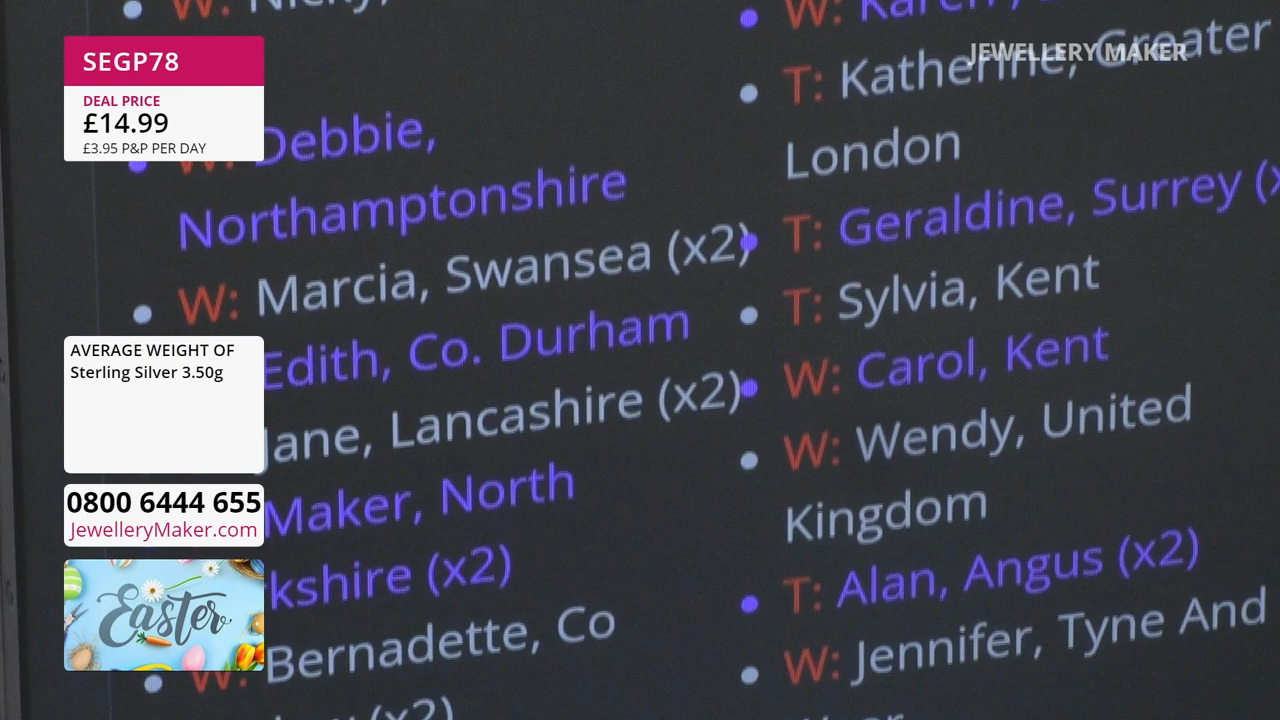 SEGP78
DEAL PRICE
£14.99
£3.95 P&P PER DAY
AVERAGE WEIGHT OF
Sterling Silver 3.50g
0800 6444 655
JewelleryMaker.com
Easter
W: Nicky,
W: Debbie,
Northamptonshire
W: Marcia, Swansea (x2)
Edith, Co. Durham
Jane, Lancashire (x2)
Maker, North
kshire (x2)
W: Bernadette, Co
(x2)
JEWELLERY MAKER
W: Karen,
T: Katherine, Greater
London
T: Geraldine, Surrey (x
T: Sylvia, Kent
W: Carol, Kent
W: Wendy, United
Kingdom
T: Alan, Angus (x2)
W: Jennifer, Tyne And